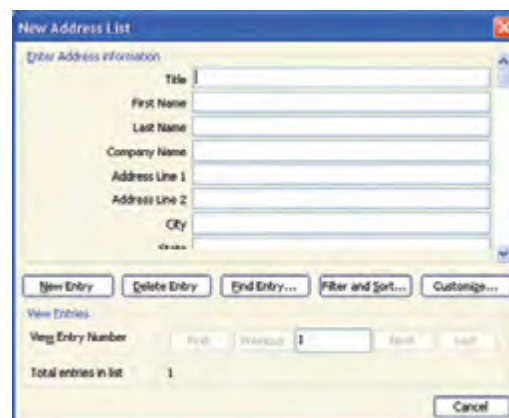 New Address List
Enter Address information
Title
First Name
Last Name
Company Name
Address Line 1
Address Line 2
City
State
New Entry Delete Entry Find Entry... Filter and Sort... Customize...
View Entries
View Entry Number First Previous 1 Next Last
Total entries in list 1
Cancel